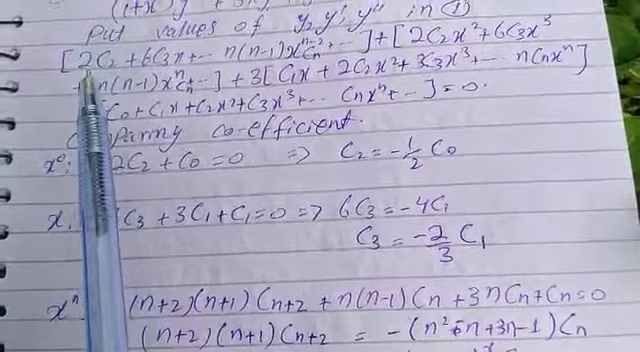 (1+x²)y
Put values of y, y', y" in ①
[2C₂ + 6C₃x + ... n(n-1)xⁿ⁻²Cₙ + ...] + [2C₂x² + 6C₃x³
n(n-1)xⁿCₙ + ...] + 3[C₁x + 2C₂x² + 3C₃x³ + ... nCₙxⁿ]
C₀ + C₁x + C₂x² + C₃x³ + ... Cₙxⁿ + ...] = 0.
Comparing co-efficient.
x⁰: 2C₂ + C₀ = 0 ⇒ C₂ = -1/2 C₀
x, C₃ + 3C₁ + C₁ = 0 ⇒ 6C₃ = -4C₁
C₃ = -2/3 C₁
xⁿ: (n+2)(n+1)Cₙ₊₂ + n(n-1)Cₙ + 3nCₙ + Cₙ = 0
(n+2)(n+1)Cₙ₊₂ = -(n²-n+3n-1)Cₙ